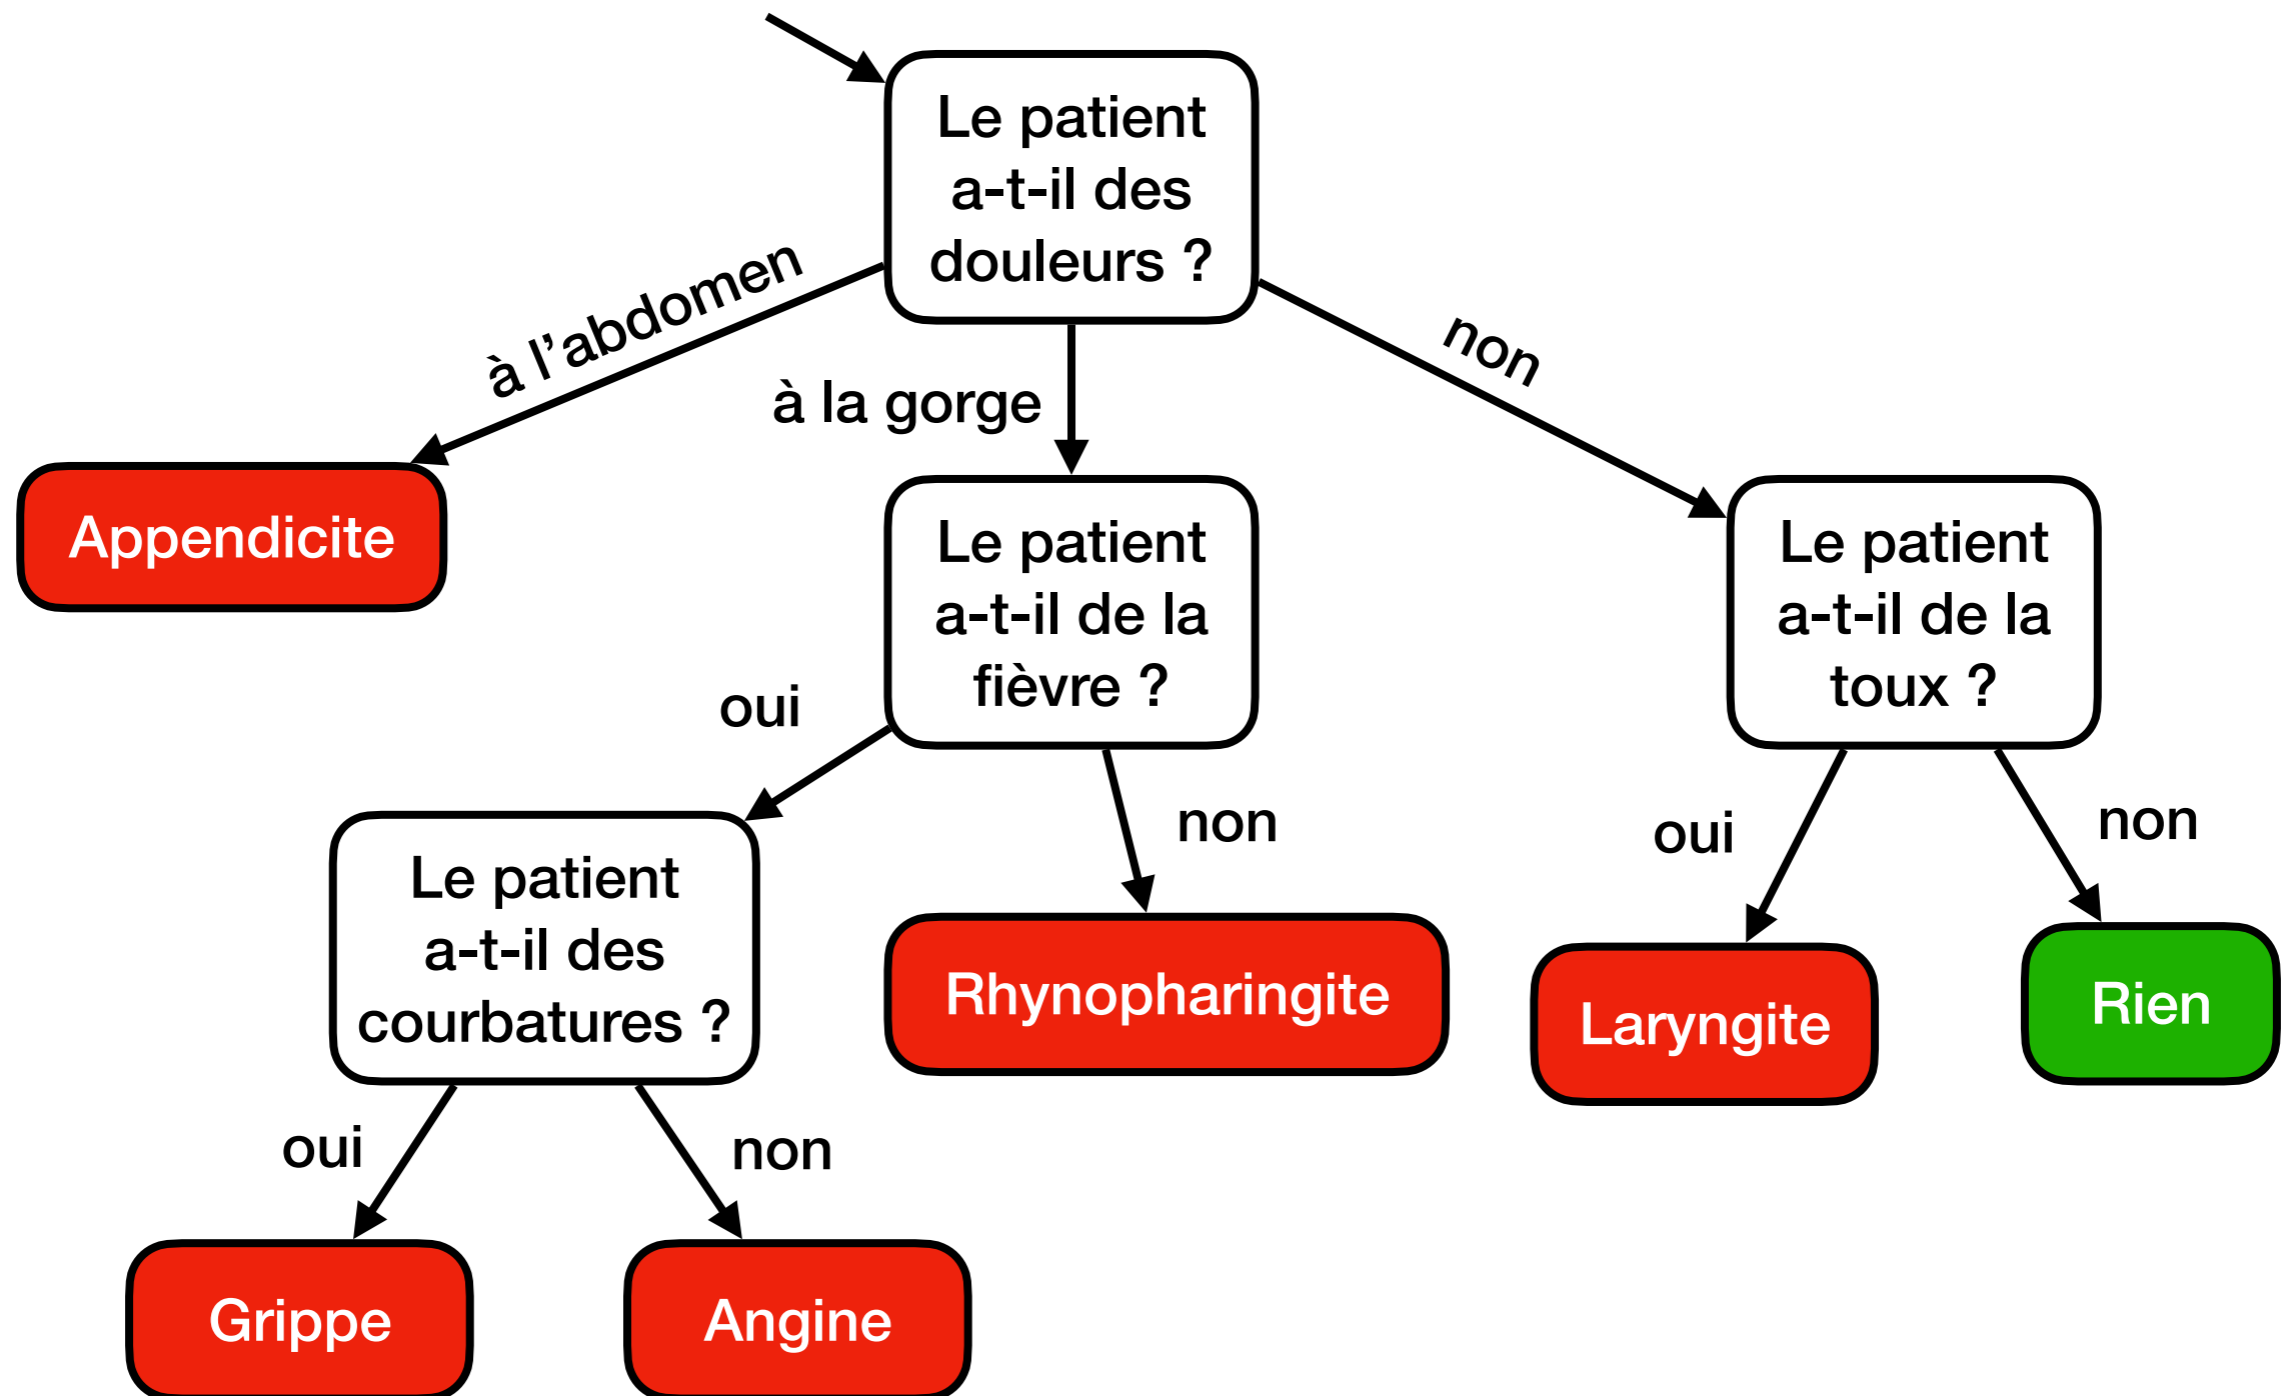 Le patient
a-t-il des
douleurs ?
à l’abdomen
à la gorge
non
Appendicite
Le patient
a-t-il de la
fièvre ?
Le patient
a-t-il de la
toux ?
oui
non
oui
non
Le patient
a-t-il des
courbatures ?
Rhynopharingite
Laryngite
Rien
oui
non
Grippe
Angine